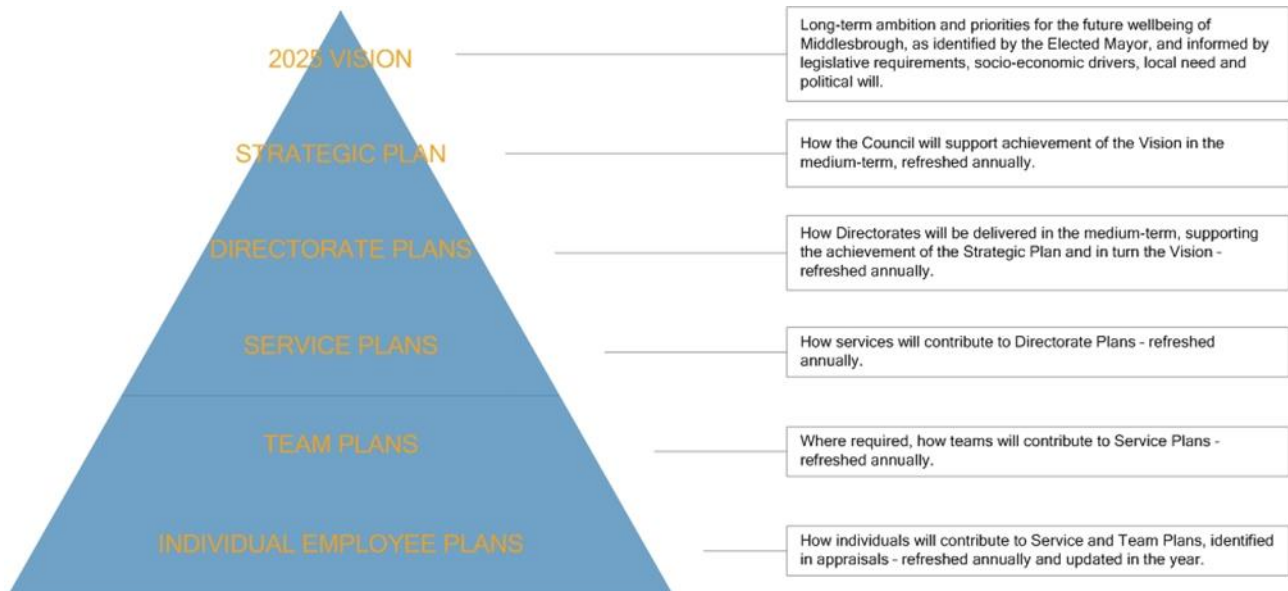 2025 VISION
Long-term ambition and priorities for the future wellbeing of
Middlesbrough, as identified by the Elected Mayor, and informed by
legislative requirements, socio-economic drivers, local need and
political will.
STRATEGIC PLAN
How the Council will support achievement of the Vision in the
medium-term, refreshed annually.
DIRECTORATE PLANS
How Directorates will be delivered in the medium-term, supporting
the achievement of the Strategic Plan and in turn the Vision -
refreshed annually.
SERVICE PLANS
How services will contribute to Directorate Plans - refreshed
annually.
TEAM PLANS
Where required, how teams will contribute to Service Plans -
refreshed annually.
INDIVIDUAL EMPLOYEE PLANS
How individuals will contribute to Service and Team Plans, identified
in appraisals - refreshed annually and updated in the year.